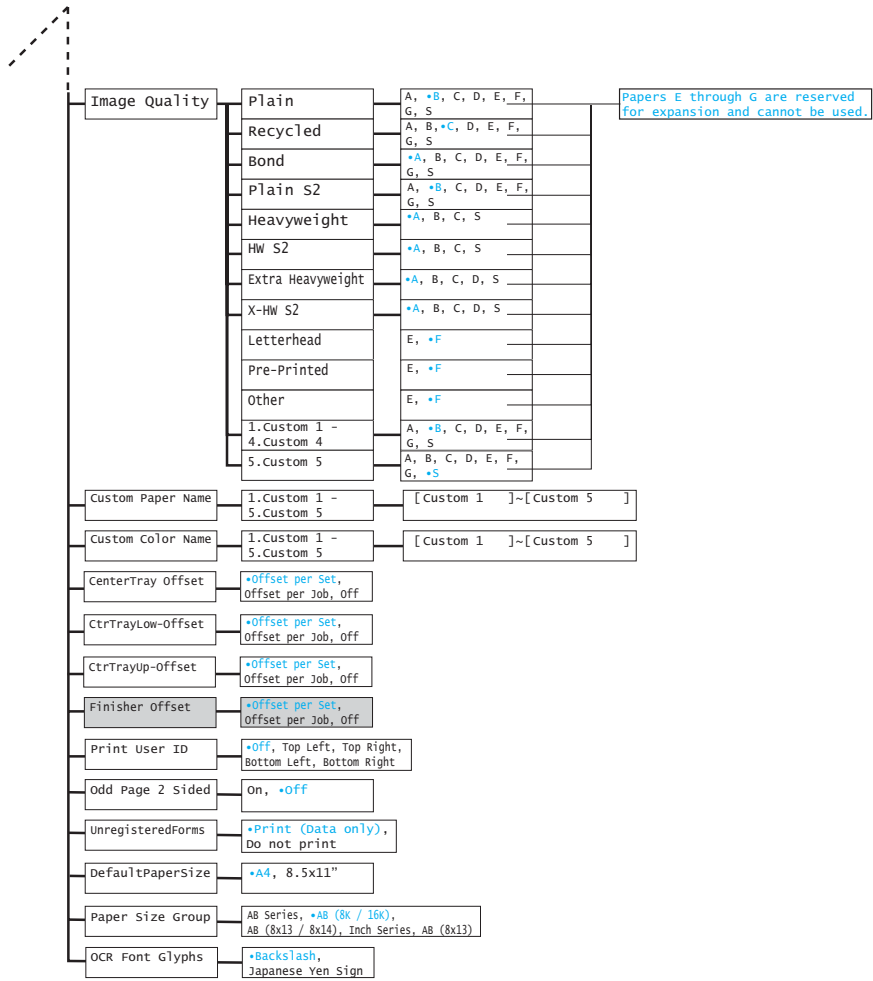 Image Quality
Plain
A, •B, C, D, E, F,
G, S
Papers E through G are reserved
for expansion and cannot be used.
Recycled
A, B,•C, D, E, F,
G, S
Bond
•A, B, C, D, E, F,
G, S
Plain S2
A, •B, C, D, E, F,
G, S
Heavyweight
•A, B, C, S
HW S2
•A, B, C, S
Extra Heavyweight
•A, B, C, D, S
X-HW S2
•A, B, C, D, S
Letterhead
E, •F
Pre-Printed
E, •F
Other
E, •F
1.Custom 1 –
4.Custom 4
A, •B, C, D, E, F,
G, S
5.Custom 5
A, B, C, D, E, F,
G, •S
Custom Paper Name
1.Custom 1 –
5.Custom 5
[Custom 1 ]~[Custom 5 ]
Custom Color Name
1.Custom 1 –
5.Custom 5
[Custom 1 ]~[Custom 5 ]
CenterTray Offset
•Offset per Set,
Offset per Job, Off
CtrTrayLow-Offset
•Offset per Set,
Offset per Job, Off
CtrTrayUp-Offset
•Offset per Set,
Offset per Job, Off
Finisher Offset
•Offset per Set,
Offset per Job, Off
Print User ID
•Off, Top Left, Top Right,
Bottom Left, Bottom Right
Odd Page 2 Sided
On, •Off
UnregisteredForms
•Print (Data only),
Do not print
DefaultPaperSize
•A4, 8.5x11”
Paper Size Group
AB Series, •AB (8K / 16K),
AB (8x13 / 8x14), Inch Series, AB (8x13)
OCR Font Glyphs
•Backslash,
Japanese Yen Sign